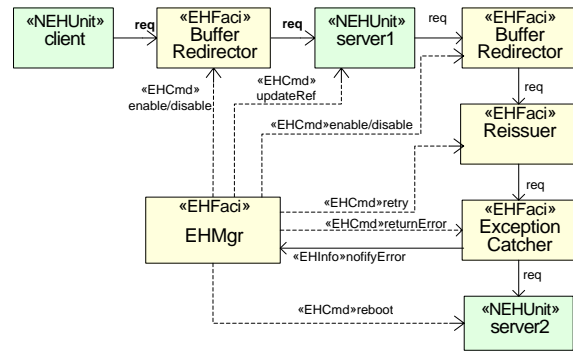 «NEHUnit»
client
req
«EHFaci»
Buffer
Redirector
req
«NEHUnit»
server1
req
«EHFaci»
Buffer
Redirector
«EHCmd»
enable/disable
«EHCmd»
updateRef
req
«EHCmd»enable/disable
«EHFaci»
Reissuer
req
«EHCmd»retry
«EHFaci»
EHMgr
«EHCmd»returnError
«EHInfo»nofifyError
«EHFaci»
Exception
Catcher
req
«EHCmd»reboot
«NEHUnit»
server2